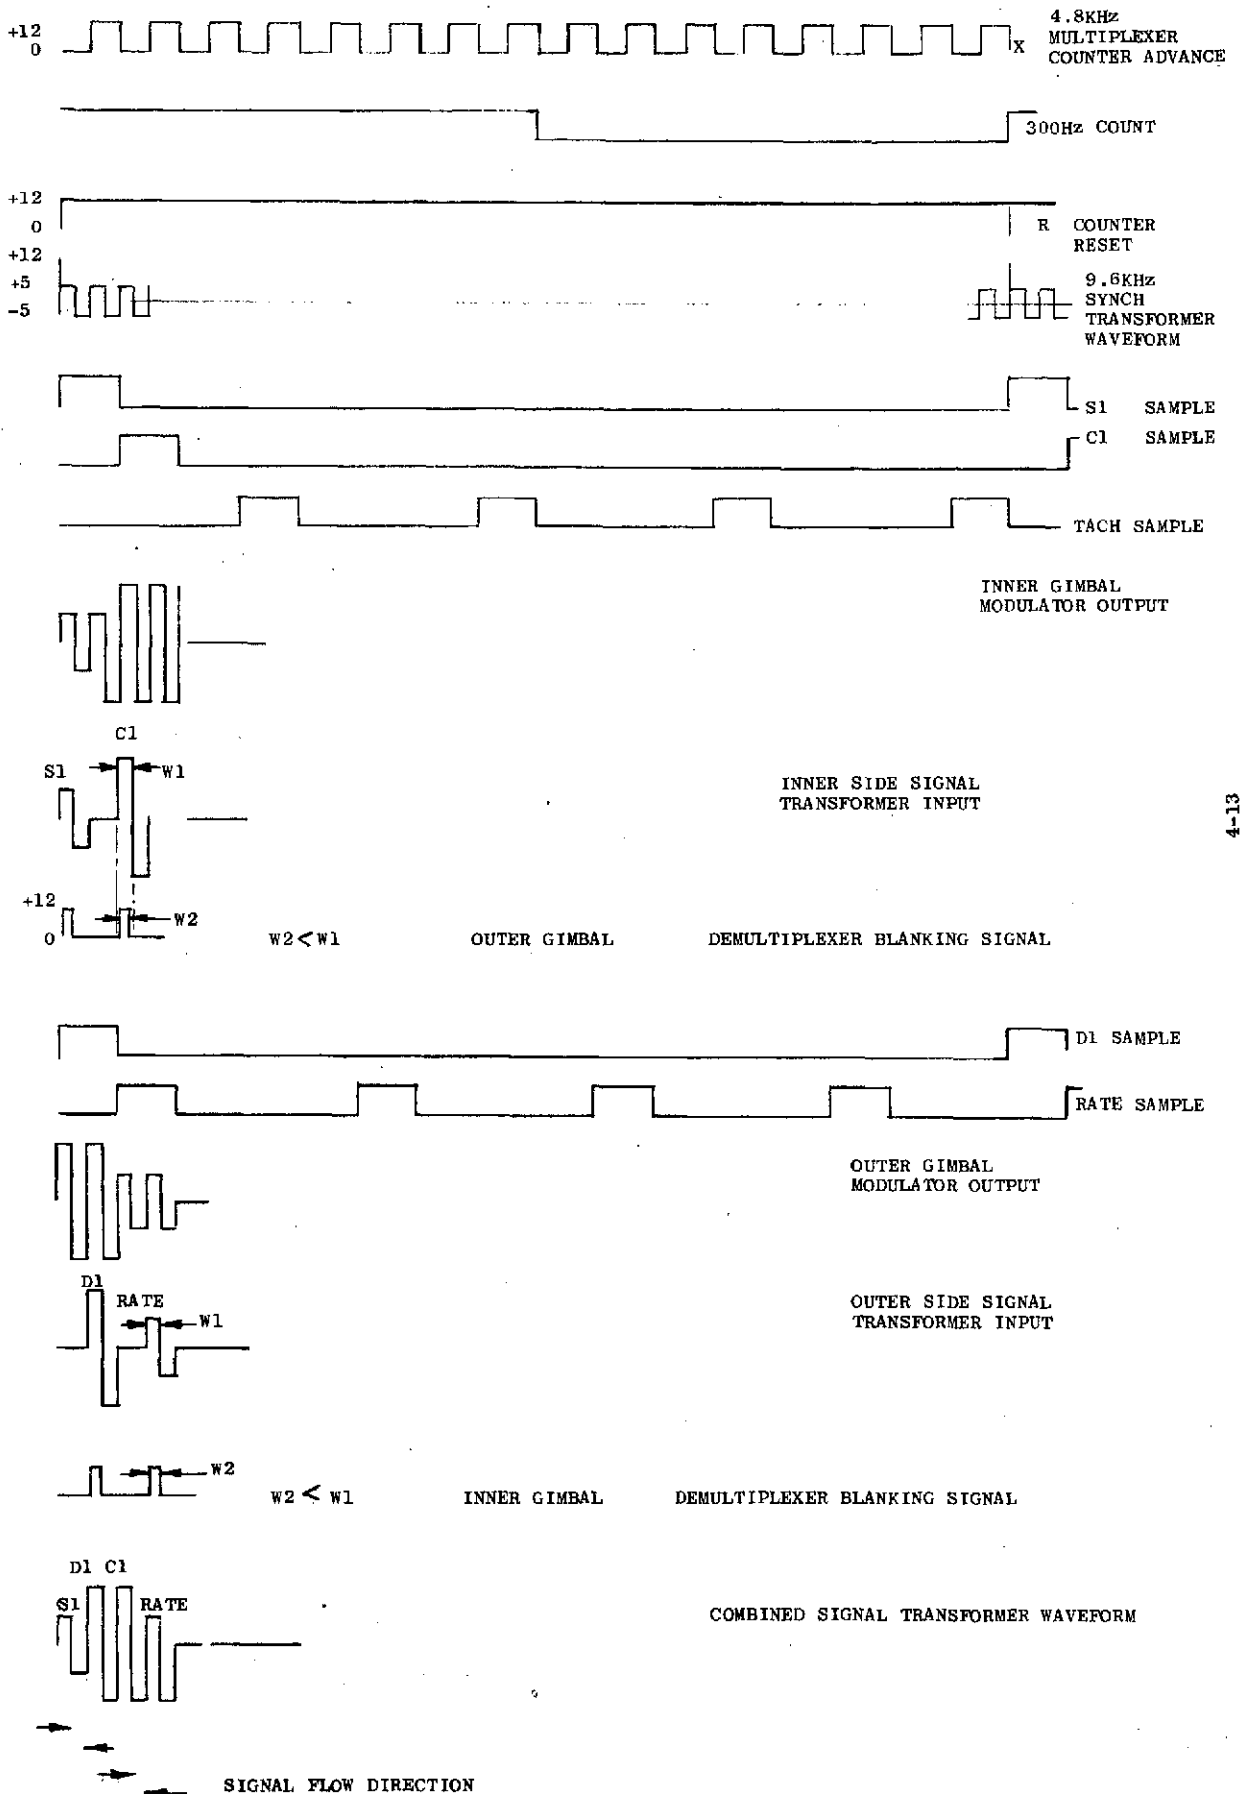 +12
0
X
4.8KHz
MULTIPLEXER
COUNTER ADVANCE
300Hz COUNT
+12
0
R COUNTER
RESET
+12
+5
-5
9.6KHz
SYNCH
TRANSFORMER
WAVEFORM
S1 SAMPLE
C1 SAMPLE
TACH SAMPLE
INNER GIMBAL
MODULATOR OUTPUT
C1
S1
W1
INNER SIDE SIGNAL
TRANSFORMER INPUT
4-13
+12
0
W2
W2 < W1 OUTER GIMBAL DEMULTIPLEXER BLANKING SIGNAL
D1 SAMPLE
RATE SAMPLE
OUTER GIMBAL
MODULATOR OUTPUT
D1
RATE
W1
OUTER SIDE SIGNAL
TRANSFORMER INPUT
W2
W2 < W1 INNER GIMBAL DEMULTIPLEXER BLANKING SIGNAL
D1 C1
S1 RATE
COMBINED SIGNAL TRANSFORMER WAVEFORM
SIGNAL FLOW DIRECTION